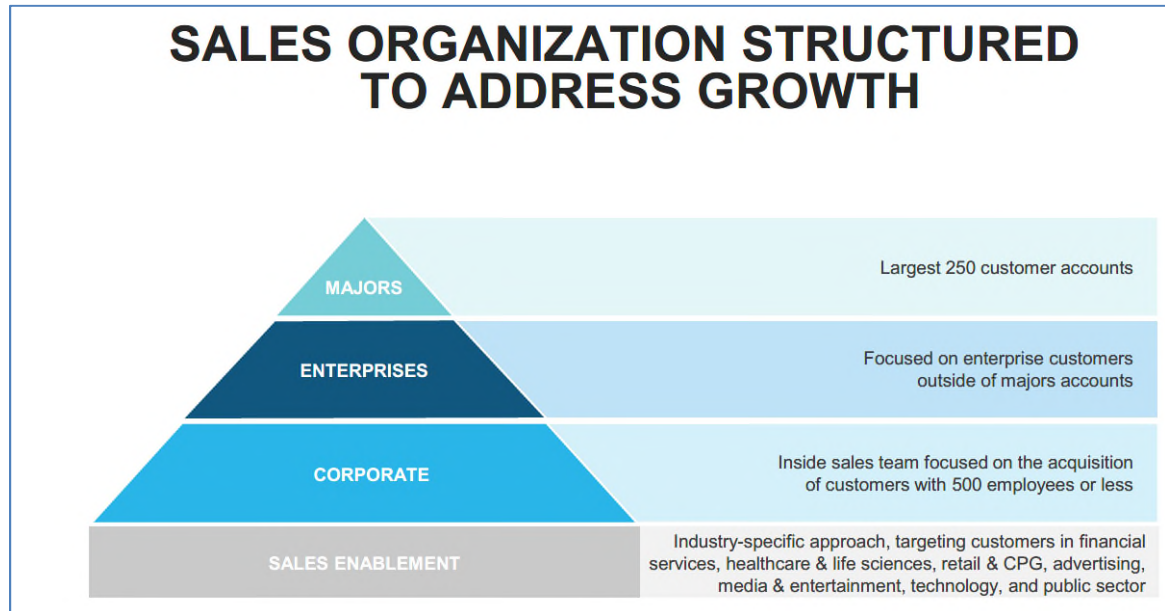 SALES ORGANIZATION STRUCTURED
TO ADDRESS GROWTH
MAJORS
Largest 250 customer accounts
ENTERPRISES
Focused on enterprise customers
outside of majors accounts
CORPORATE
Inside sales team focused on the acquisition
of customers with 500 employees or less
SALES ENABLEMENT
Industry-specific approach, targeting customers in financial
services, healthcare & life sciences, retail & CPG, advertising,
media & entertainment, technology, and public sector